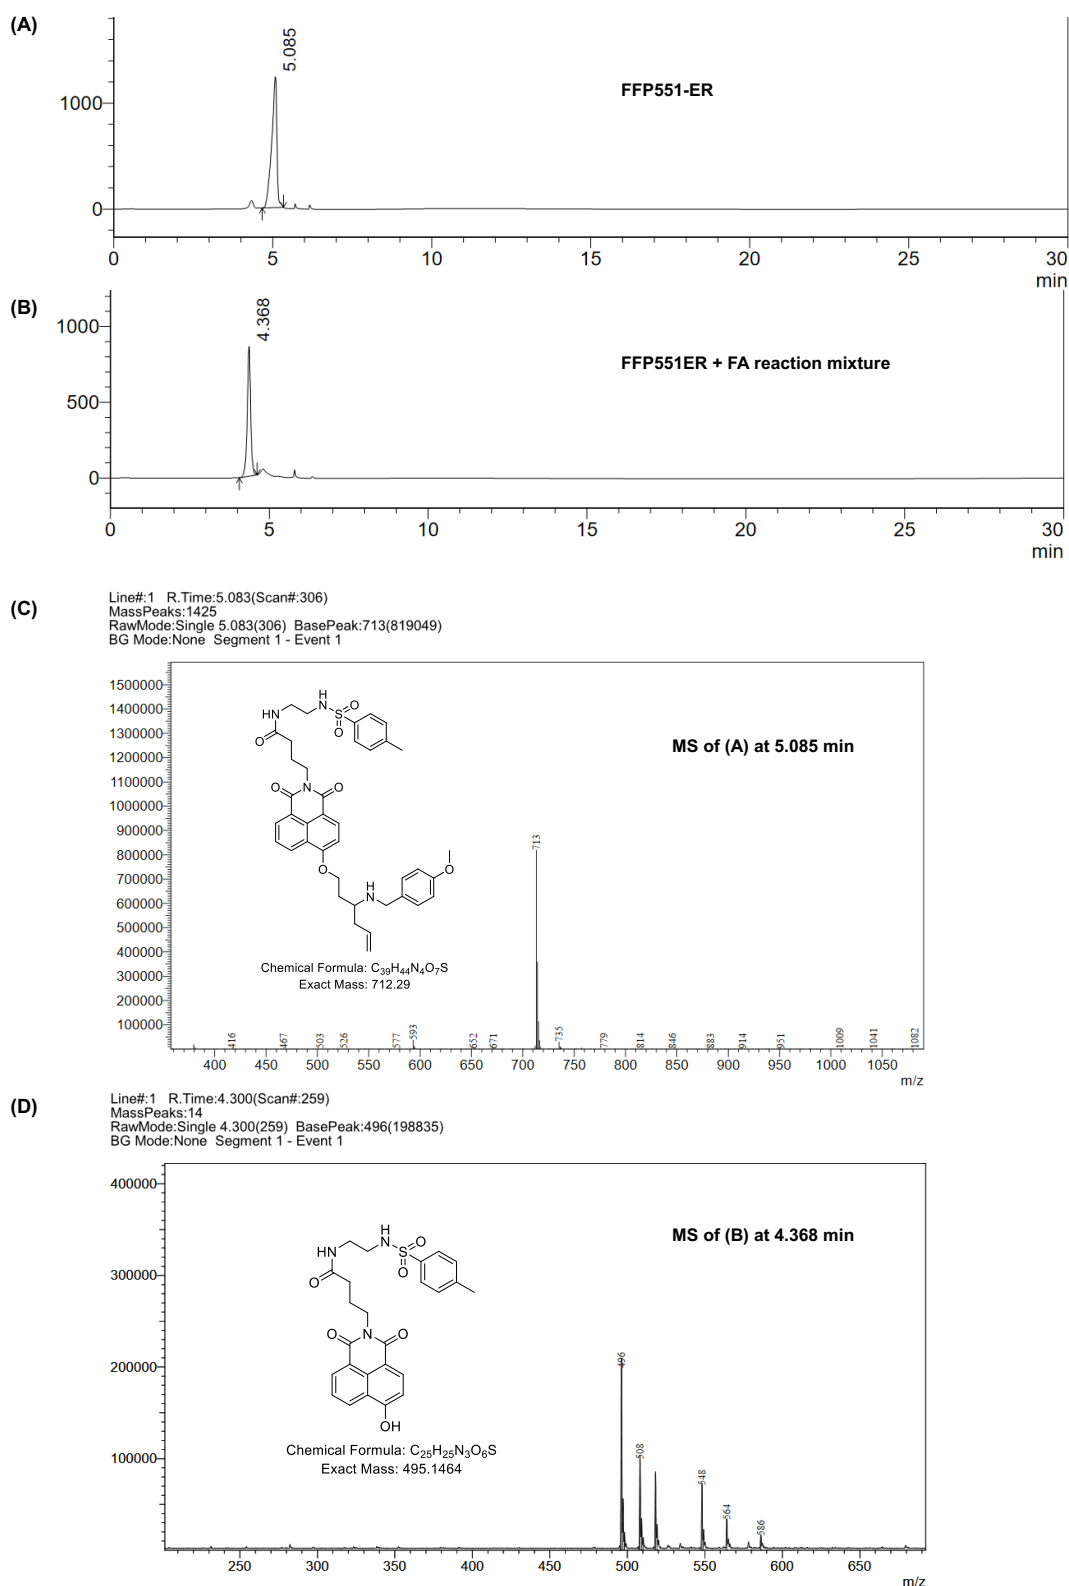 (A)
5.085
FFP551-ER
1000
0
0 5 10 15 20 25 30
min
(B)
4.368
FFP551ER + FA reaction mixture
1000
500
0
0 5 10 15 20 25 30
min
(C)
Line#:1 R.Time:5.083(Scan#:306)
MassPeaks:1425
RawMode:Single 5.083(306) BasePeak:713(819049)
BG Mode:None Segment 1 - Event 1
1500000
1400000
1300000
1200000
1100000
1000000
900000
800000
700000
600000
500000
400000
300000
200000
100000
MS of (A) at 5.085 min
H
N
O
HN
S
O
O
O
N
O
O
O
H
N
O
Chemical Formula: C₃₉H₄₄N₄O₇S
Exact Mass: 712.29
416 467 503 526 577 593 652 671 713 735 779 814 846 883 914 951 1009 1041 1082
400 450 500 550 600 650 700 750 800 850 900 950 1000 1050
m/z
(D)
Line#:1 R.Time:4.300(Scan#:259)
MassPeaks:14
RawMode:Single 4.300(259) BasePeak:496(198835)
BG Mode:None Segment 1 - Event 1
400000
300000
200000
100000
MS of (B) at 4.368 min
H
N
O
HN
S
O
O
O
N
O
OH
Chemical Formula: C₂₅H₂₅N₃O₆S
Exact Mass: 495.1464
496 508 548 564 586
250 300 350 400 450 500 550 600 650
m/z